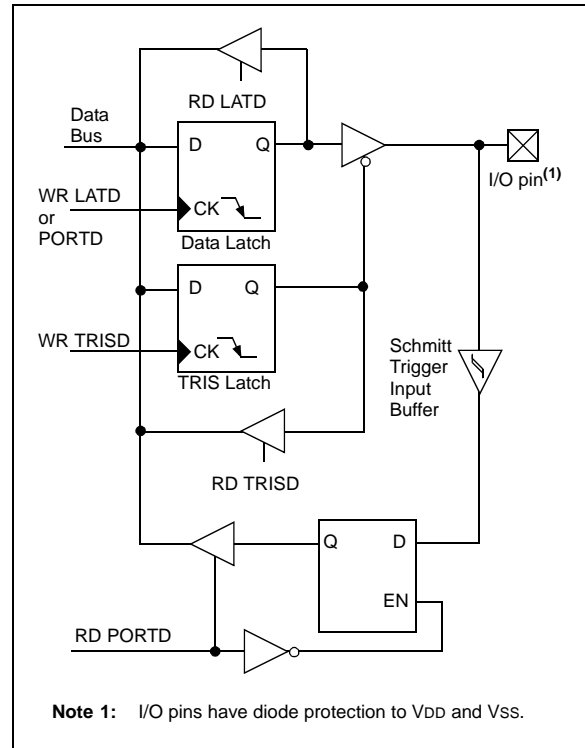 RD LATD
Data
Bus
D
Q
I/O pin(1)
WR LATD
or
PORTD
CK
Data Latch
D
Q
WR TRISD
CK
TRIS Latch
Schmitt
Trigger
Input
Buffer
RD TRISD
Q
D
EN
RD PORTD
Note 1: I/O pins have diode protection to VDD and VSS.